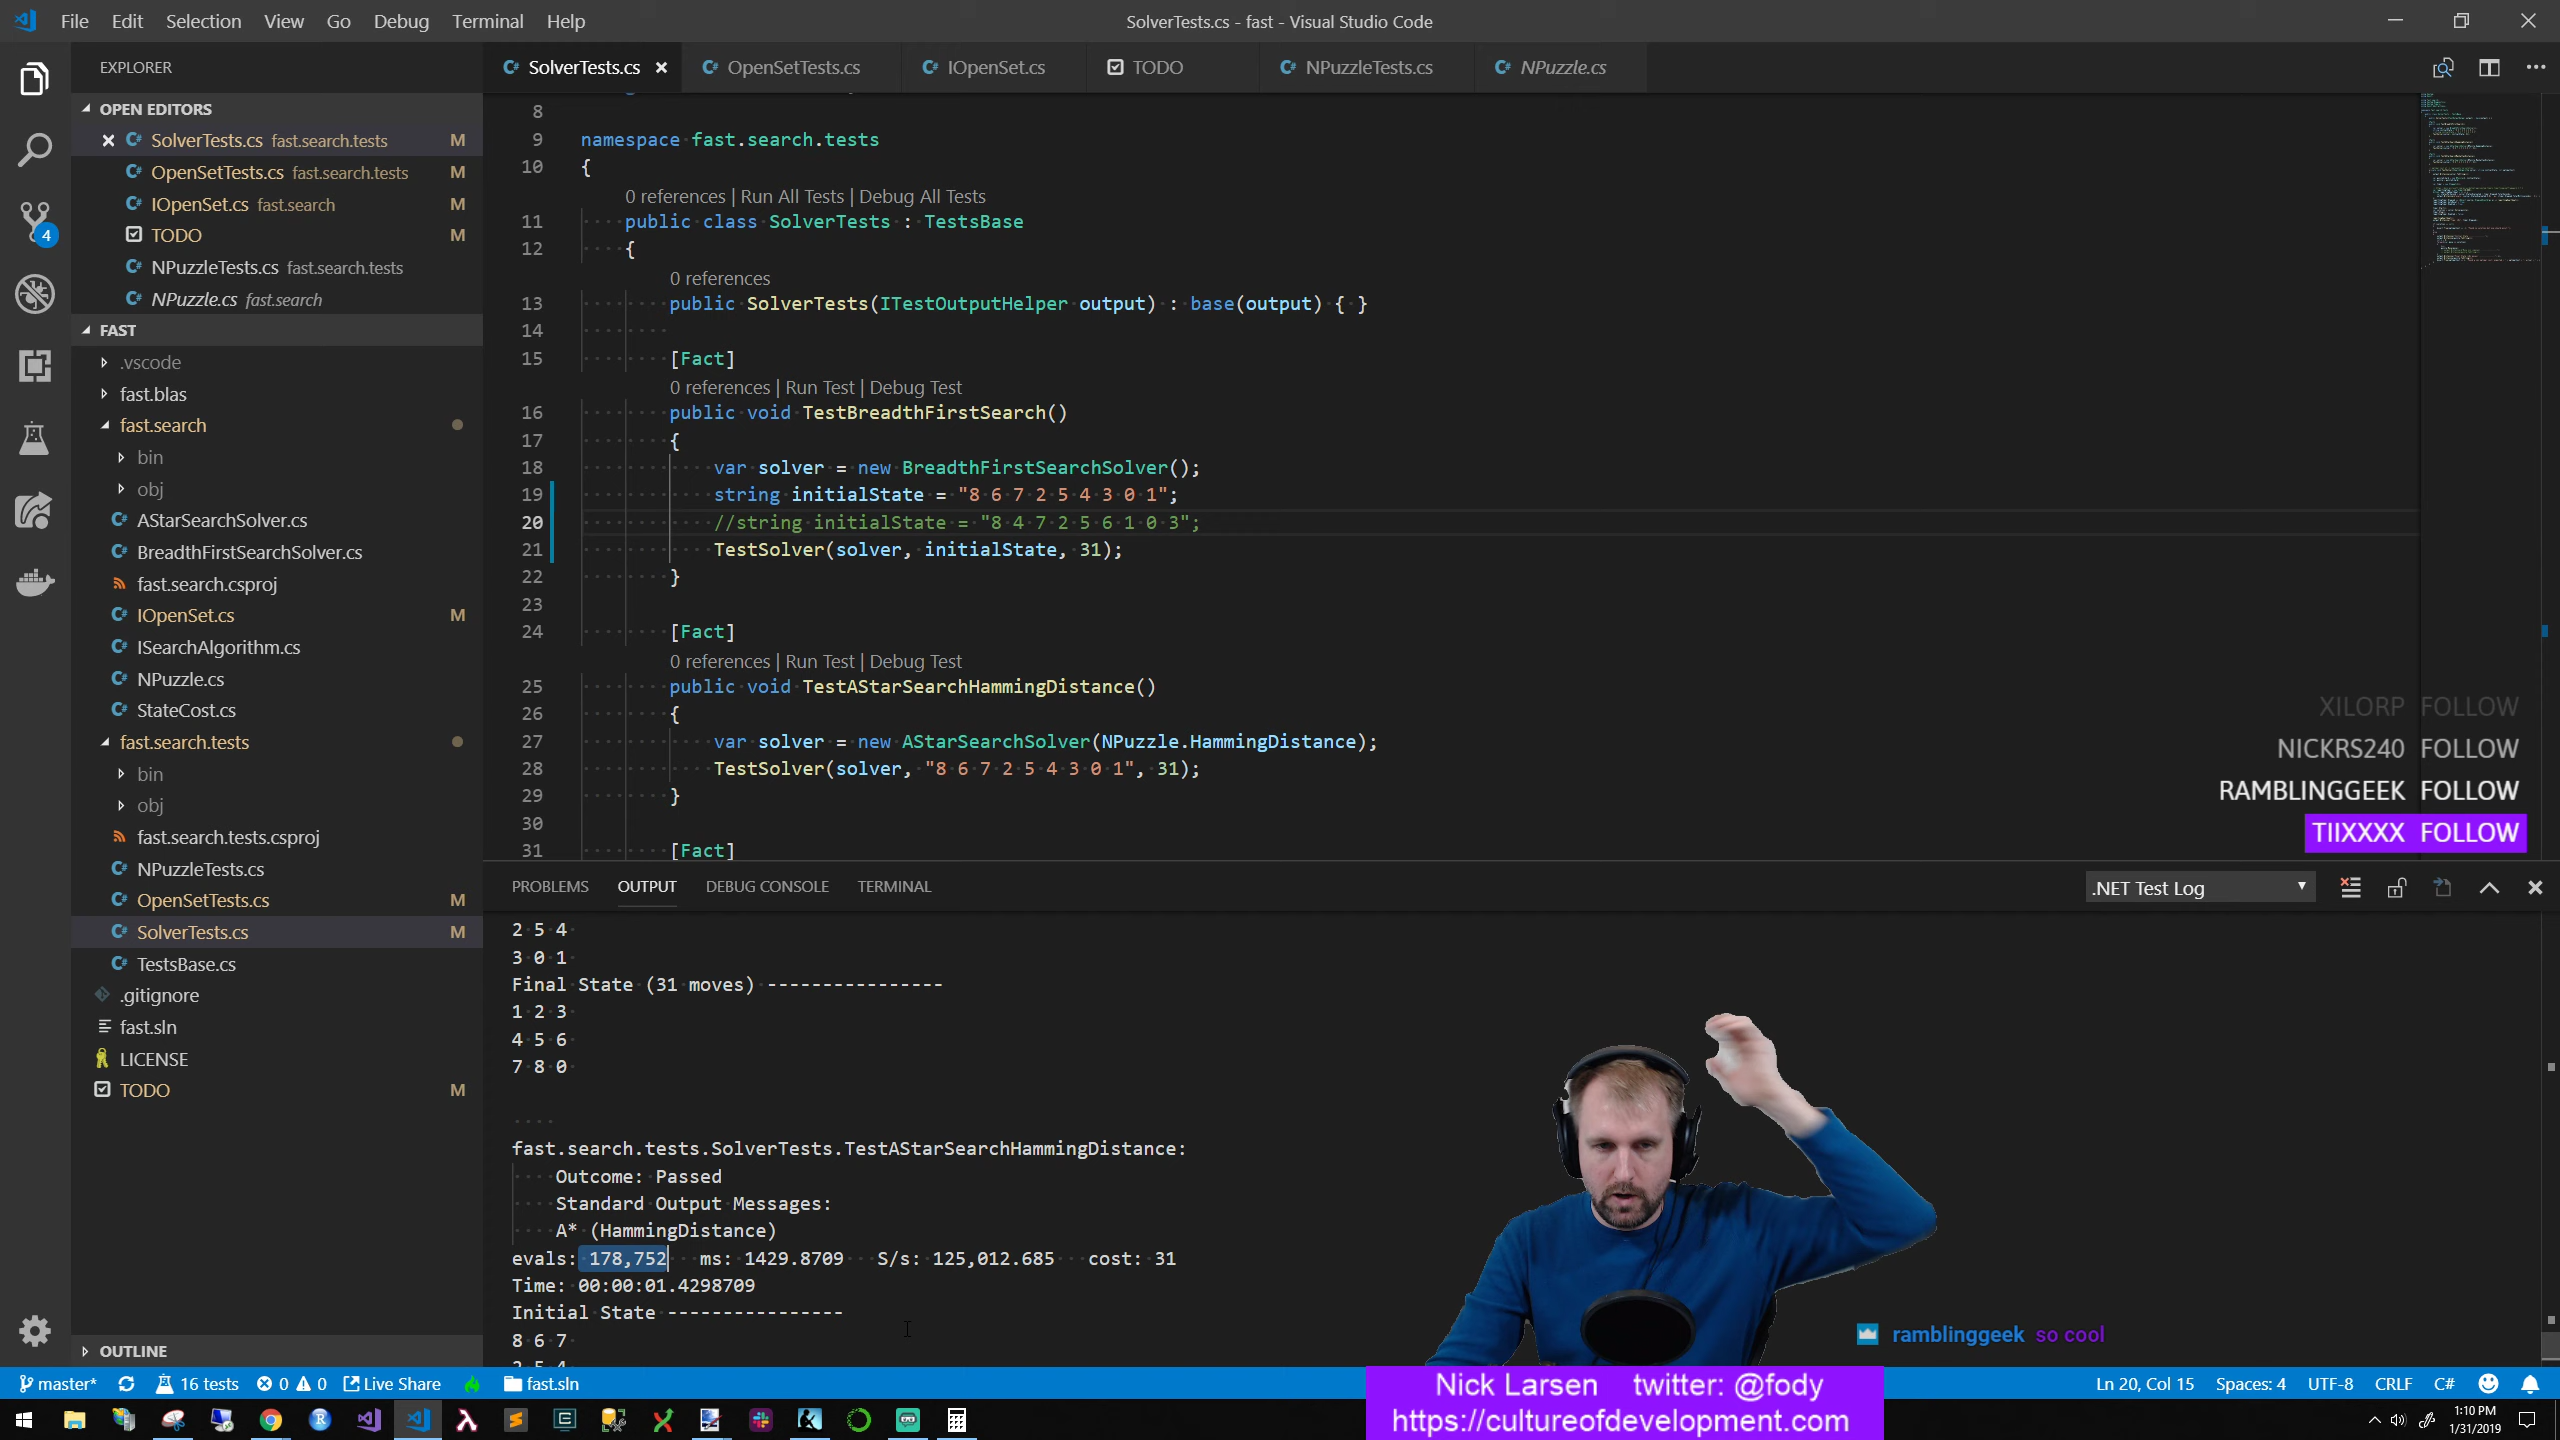 File Edit Selection View Go Debug Terminal Help
SolverTests.cs - fast - Visual Studio Code
EXPLORER
SolverTests.cs OpenSetTests.cs IOpenSet.cs TODO NPuzzleTests.cs NPuzzle.cs
OPEN EDITORS
SolverTests.cs fast.search.tests M
OpenSetTests.cs fast.search.tests M
IOpenSet.cs fast.search M
TODO M
NPuzzleTests.cs fast.search.tests
NPuzzle.cs fast.search
FAST
.vscode
fast.blas
fast.search
bin
obj
AStarSearchSolver.cs
BreadthFirstSearchSolver.cs
fast.search.csproj
IOpenSet.cs M
ISearchAlgorithm.cs
NPuzzle.cs
StateCost.cs
fast.search.tests
bin
obj
fast.search.tests.csproj
NPuzzleTests.cs
OpenSetTests.cs M
SolverTests.cs M
TestsBase.cs
.gitignore
fast.sln
LICENSE
TODO M
OUTLINE
4
8
9 namespace fast.search.tests
10 {
0 references | Run All Tests | Debug All Tests
11 public class SolverTests : TestsBase
12 {
0 references
13 public SolverTests(ITestOutputHelper output) : base(output) { }
14
15 [Fact]
0 references | Run Test | Debug Test
16 public void TestBreadthFirstSearch()
17 {
18 var solver = new BreadthFirstSearchSolver();
19 string initialState = "8 6 7 2 5 4 3 0 1";
20 //string initialState = "8 4 7 2 5 6 1 0 3";
21 TestSolver(solver, initialState, 31);
22 }
23
24 [Fact]
0 references | Run Test | Debug Test
25 public void TestAStarSearchHammingDistance()
26 {
27 var solver = new AStarSearchSolver(NPuzzle.HammingDistance);
28 TestSolver(solver, "8 6 7 2 5 4 3 0 1", 31);
29 }
30
31 [Fact]
XILORP FOLLOW
NICKRS240 FOLLOW
RAMBLINGGEEK FOLLOW
TIIXXXX FOLLOW
PROBLEMS OUTPUT DEBUG CONSOLE TERMINAL
.NET Test Log
2 5 4
3 0 1
Final State (31 moves) ----------------
1 2 3
4 5 6
7 8 0
fast.search.tests.SolverTests.TestAStarSearchHammingDistance:
Outcome: Passed
Standard Output Messages:
A* (HammingDistance)
evals: 178,752 ms: 1429.8709 S/s: 125,012.685 cost: 31
Time: 00:00:01.4298709
Initial State ----------------
8 6 7
2 5 4
ramblinggeek so cool
master* 16 tests 0 0 Live Share fast.sln
Ln 20, Col 15 Spaces: 4 UTF-8 CRLF C#
Nick Larsen twitter: @fody
https://cultureofdevelopment.com
1:10 PM
1/31/2019